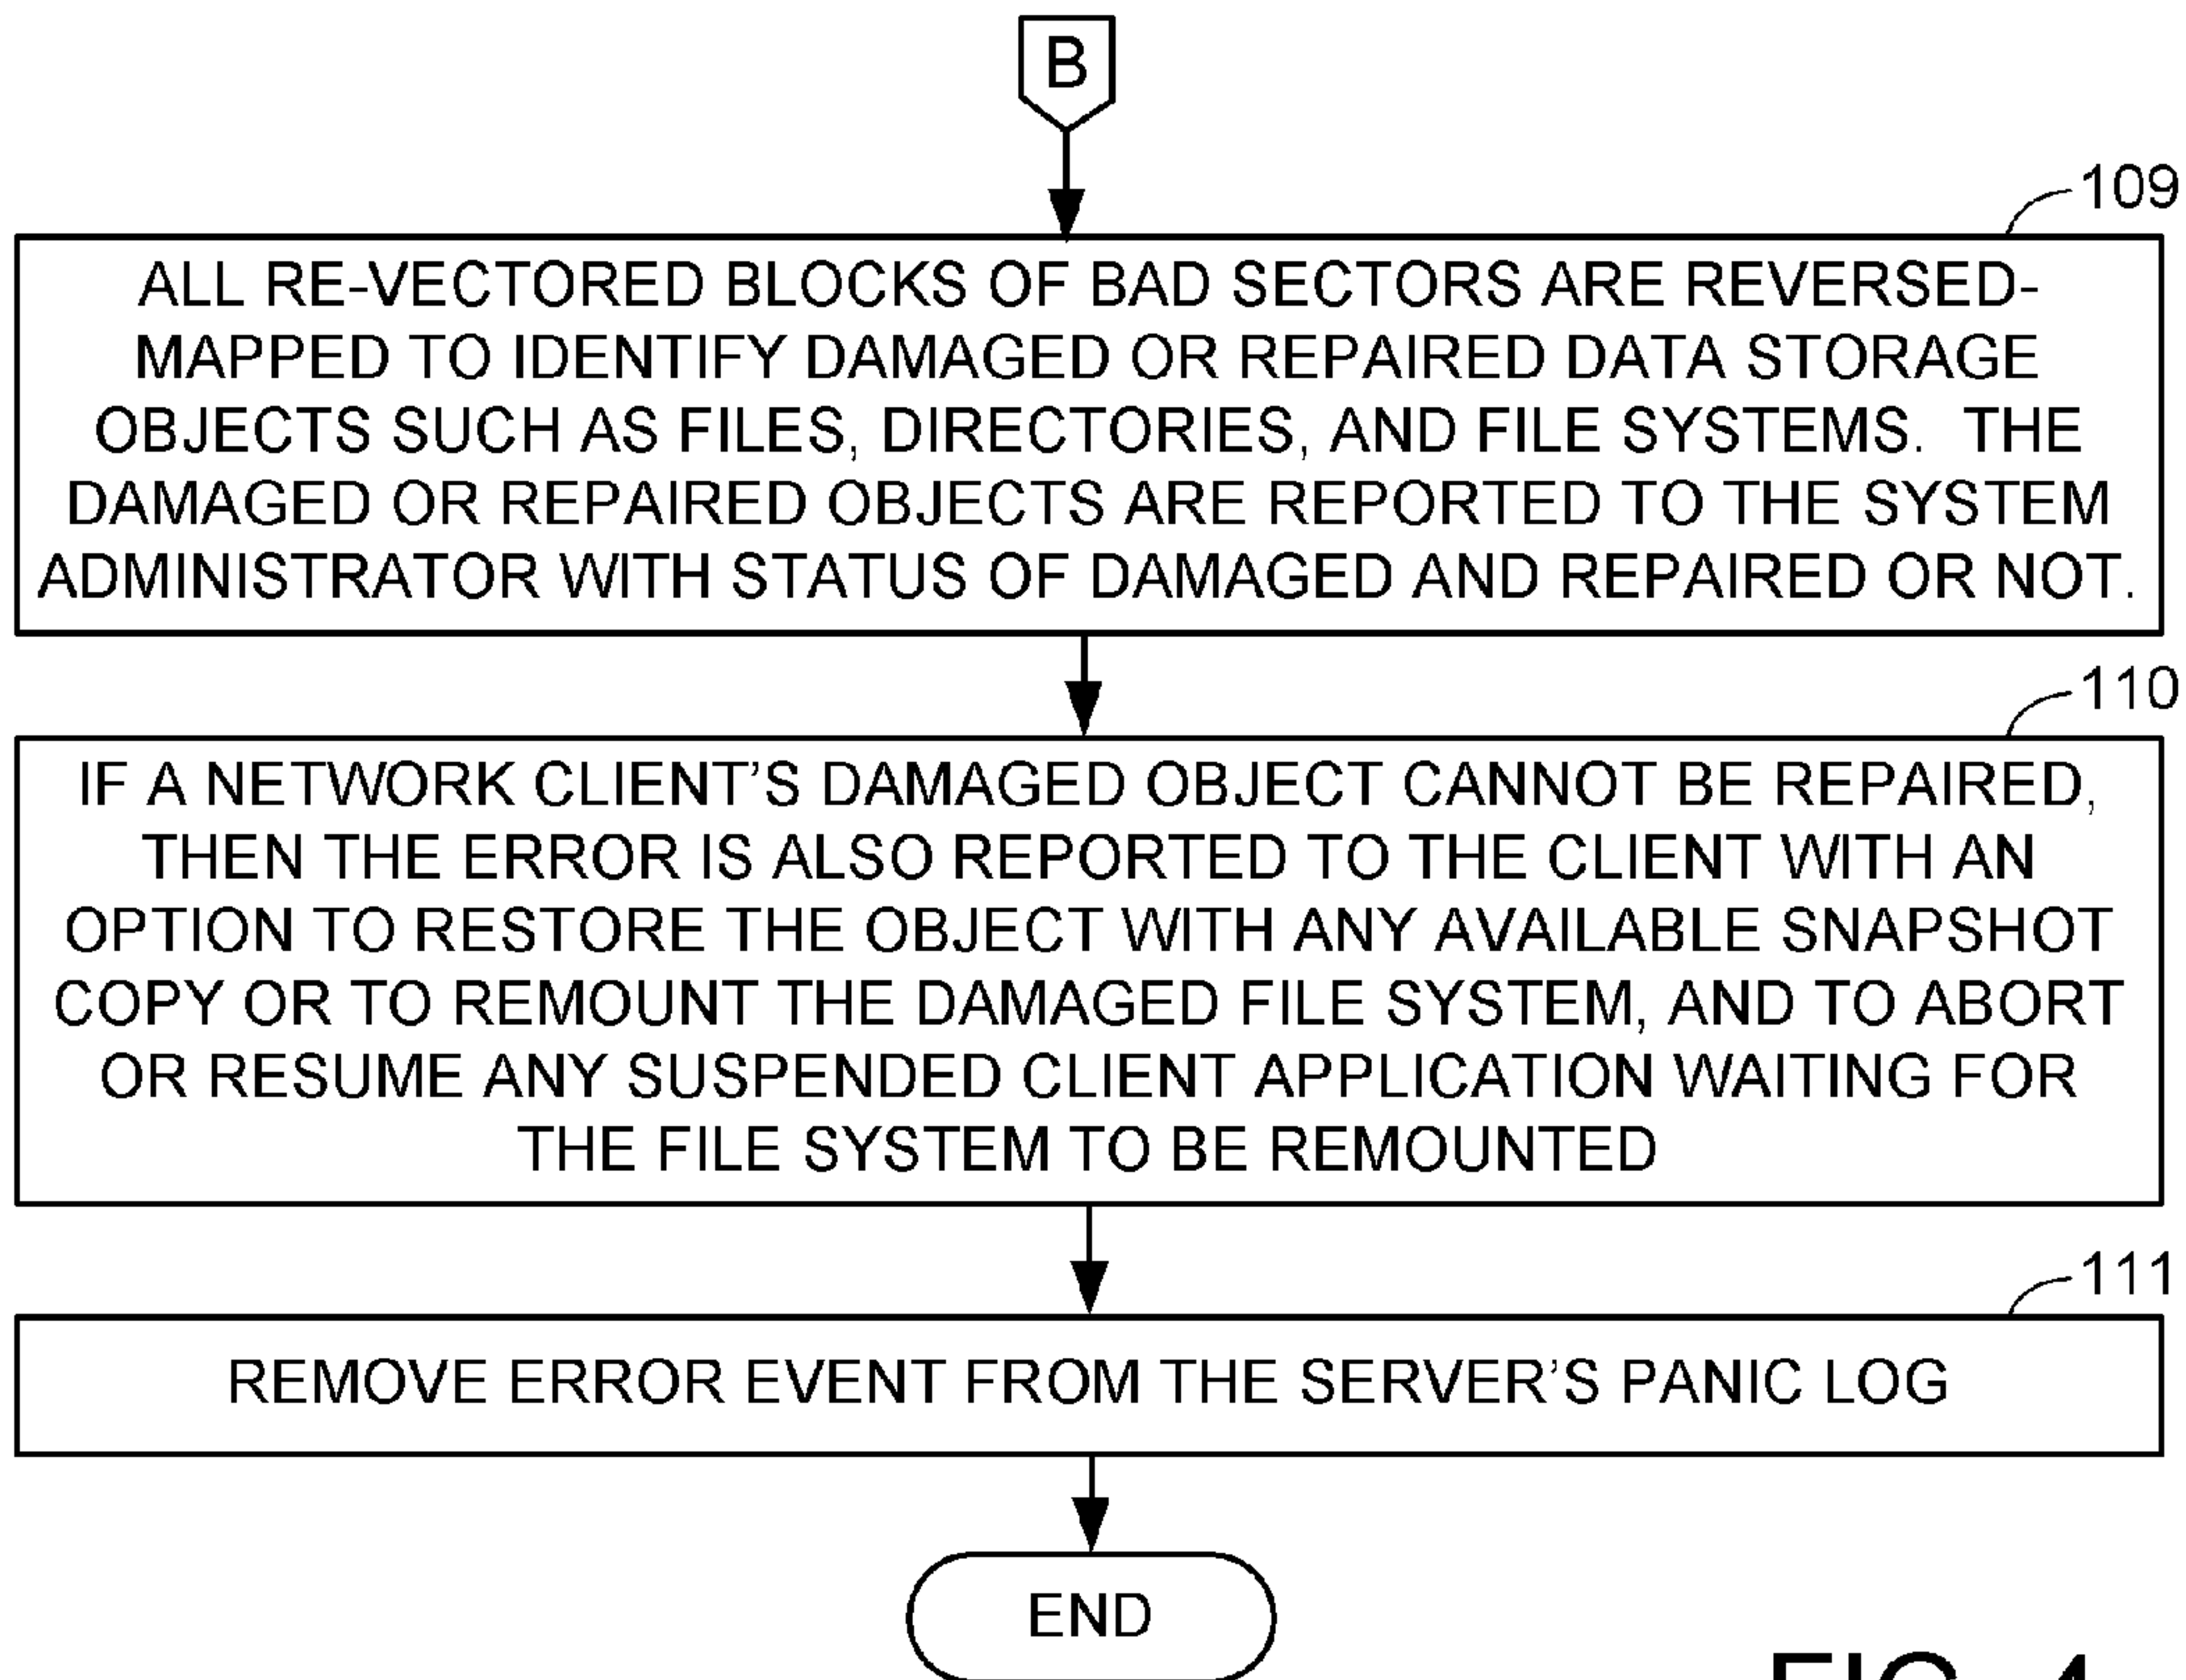 B
109
ALL RE-VECTORED BLOCKS OF BAD SECTORS ARE REVERSED-
MAPPED TO IDENTIFY DAMAGED OR REPAIRED DATA STORAGE
OBJECTS SUCH AS FILES, DIRECTORIES, AND FILE SYSTEMS. THE
DAMAGED OR REPAIRED OBJECTS ARE REPORTED TO THE SYSTEM
ADMINISTRATOR WITH STATUS OF DAMAGED AND REPAIRED OR NOT.
110
IF A NETWORK CLIENT’S DAMAGED OBJECT CANNOT BE REPAIRED,
THEN THE ERROR IS ALSO REPORTED TO THE CLIENT WITH AN
OPTION TO RESTORE THE OBJECT WITH ANY AVAILABLE SNAPSHOT
COPY OR TO REMOUNT THE DAMAGED FILE SYSTEM, AND TO ABORT
OR RESUME ANY SUSPENDED CLIENT APPLICATION WAITING FOR
THE FILE SYSTEM TO BE REMOUNTED
111
REMOVE ERROR EVENT FROM THE SERVER’S PANIC LOG
END